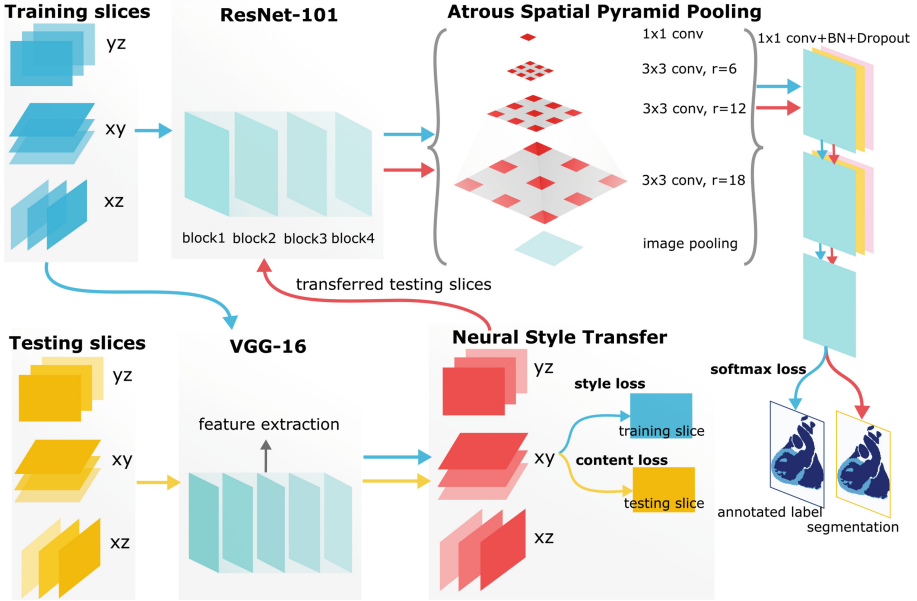 Training slices
yz
xy
xz
ResNet-101
block1 block2 block3 block4
Atrous Spatial Pyramid Pooling
1x1 conv
3x3 conv, r=6
3x3 conv, r=12
3x3 conv, r=18
image pooling
1x1 conv+BN+Dropout
transferred testing slices
Testing slices
yz
xy
xz
VGG-16
feature extraction
Neural Style Transfer
yz
xy
xz
style loss
training slice
content loss
testing slice
softmax loss
annotated label
segmentation